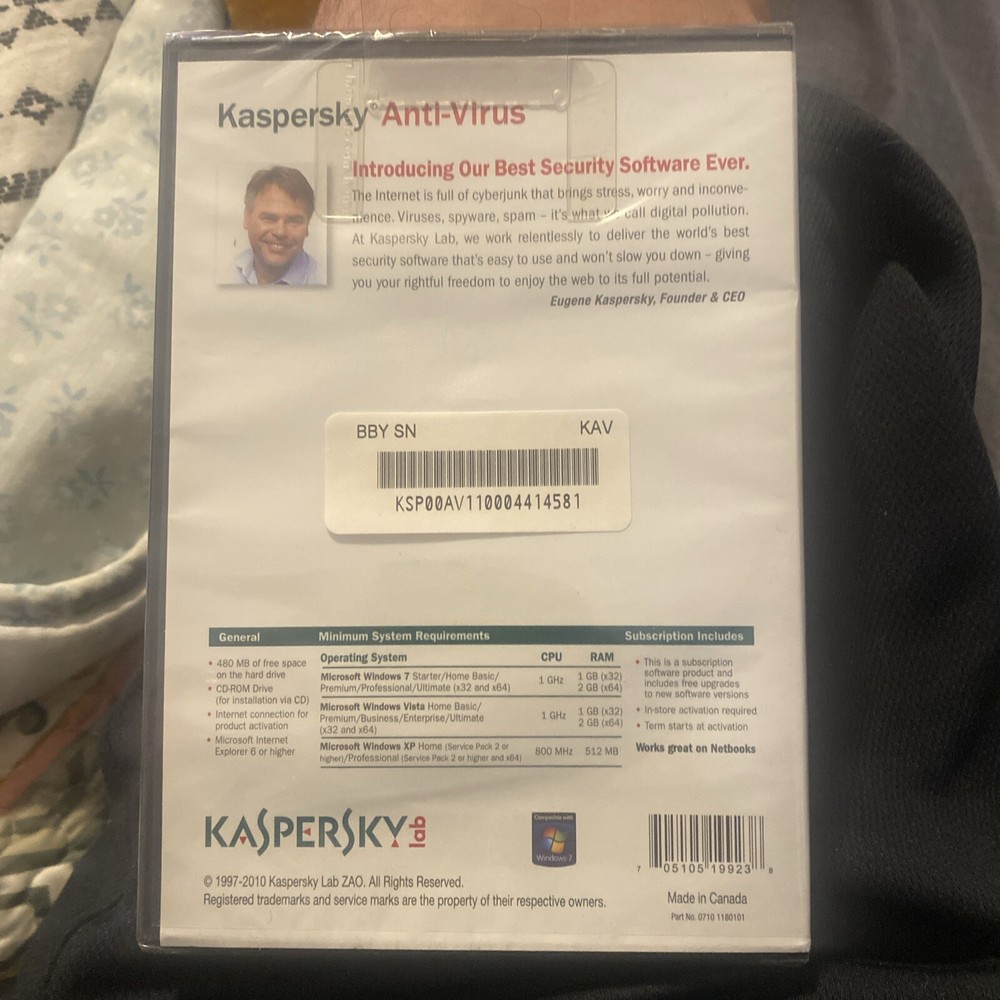 Kaspersky® Anti-Virus
Introducing Our Best Security Software Ever.
The Internet is full of cyberjunk that brings stress, worry and inconve-
nience. Viruses, spyware, spam – it's what we call digital pollution.
At Kaspersky Lab, we work relentlessly to deliver the world's best
security software that's easy to use and won't slow you down – giving
you your rightful freedom to enjoy the web to its full potential.
Eugene Kaspersky, Founder & CEO
BBY SN KAV
KSP00AV110004414581
General
• 480 MB of free space
on the hard drive
• CD-ROM Drive
(for installation via CD)
• Internet connection for
product activation
• Microsoft Internet
Explorer 6 or higher
Minimum System Requirements
Operating System CPU RAM
Microsoft Windows 7 Starter/Home Basic/
Premium/Professional/Ultimate (x32 and x64)
1 GHz
1 GB (x32)
2 GB (x64)
Microsoft Windows Vista Home Basic/
Premium/Business/Enterprise/Ultimate
(x32 and x64)
1 GHz
1 GB (x32)
2 GB (x64)
Microsoft Windows XP Home (Service Pack 2 or
higher)/Professional (Service Pack 2 or higher and x64)
800 MHz 512 MB
Subscription Includes
• This is a subscription
software product and
includes free upgrades
to new software versions
• In-store activation required
• Term starts at activation
Works great on Netbooks
KASPERSKY lab
Compatible with
Windows 7
7 05105 19923 8
© 1997-2010 Kaspersky Lab ZAO. All Rights Reserved.
Registered trademarks and service marks are the property of their respective owners.
Made in Canada
Part No. 0710 1180101